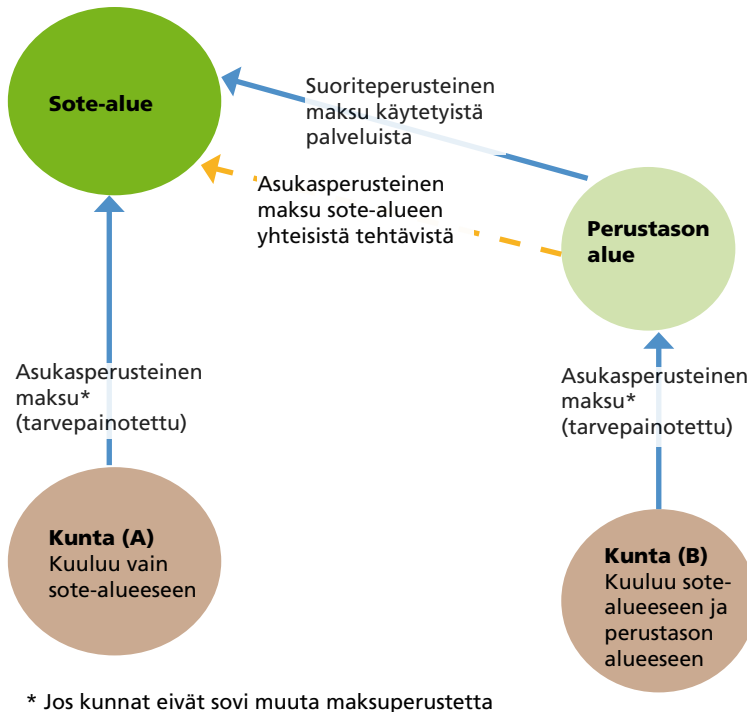 Sote-alue
Suoriteperusteinen
maksu käytetyistä
palveluista
Asukasperusteinen
maksu sote-alueen
yhteisistä tehtävistä
Perustason
alue
Asukasperusteinen
maksu*
(tarvepainotettu)
Asukasperusteinen
maksu*
(tarvepainotettu)
Kunta (A)
Kuuluu vain
sote-alueeseen
Kunta (B)
Kuuluu sote-
alueeseen ja
perustason
alueeseen
* Jos kunnat eivät sovi muuta maksuperustetta